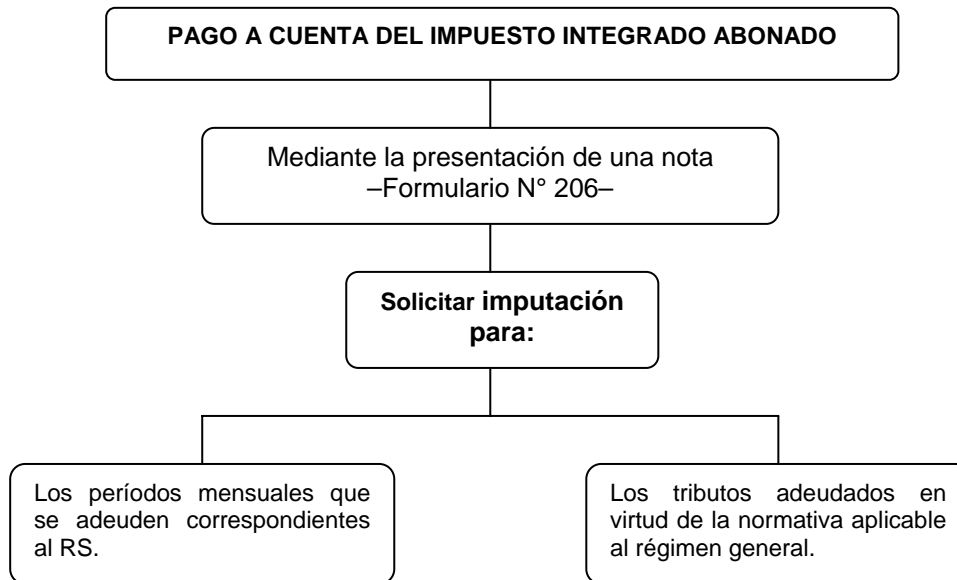 PAGO A CUENTA DEL IMPUESTO INTEGRADO ABONADO
Mediante la presentación de una nota
–Formulario N° 206–
Solicitar imputación
para:
Los períodos mensuales que
se adeuden correspondientes
al RS.
Los tributos adeudados en
virtud de la normativa aplicable
al régimen general.